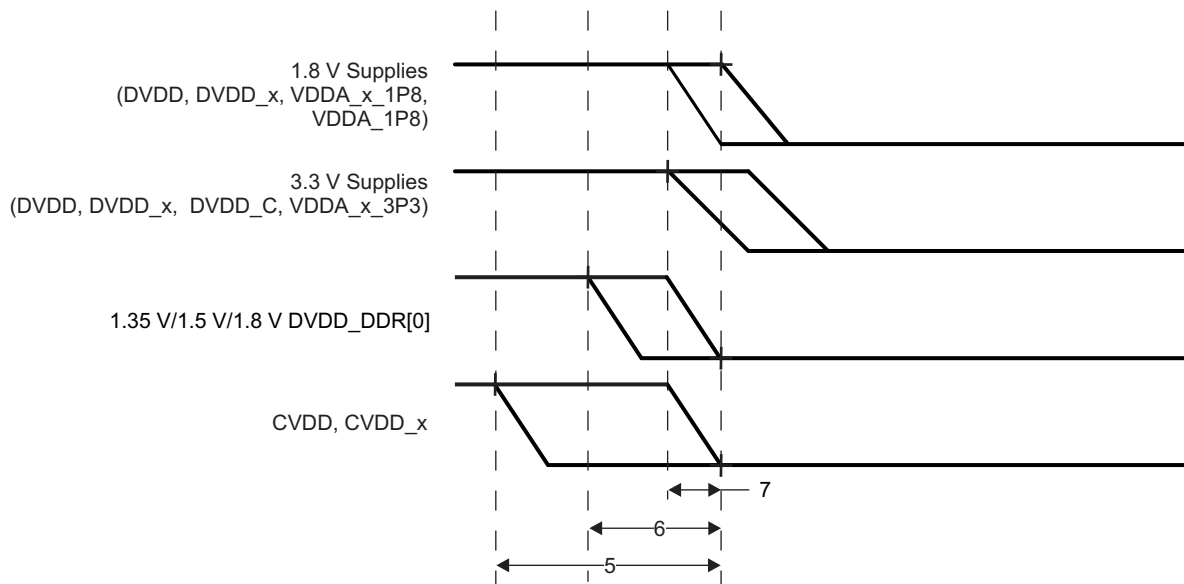 1.8 V Supplies
(DVDD, DVDD_x, VDDA_x_1P8,
VDDA_1P8)
3.3 V Supplies
(DVDD, DVDD_x, DVDD_C, VDDA_x_3P3)
1.35 V/1.5 V/1.8 V DVDD_DDR[0]
CVDD, CVDD_x
7
6
5